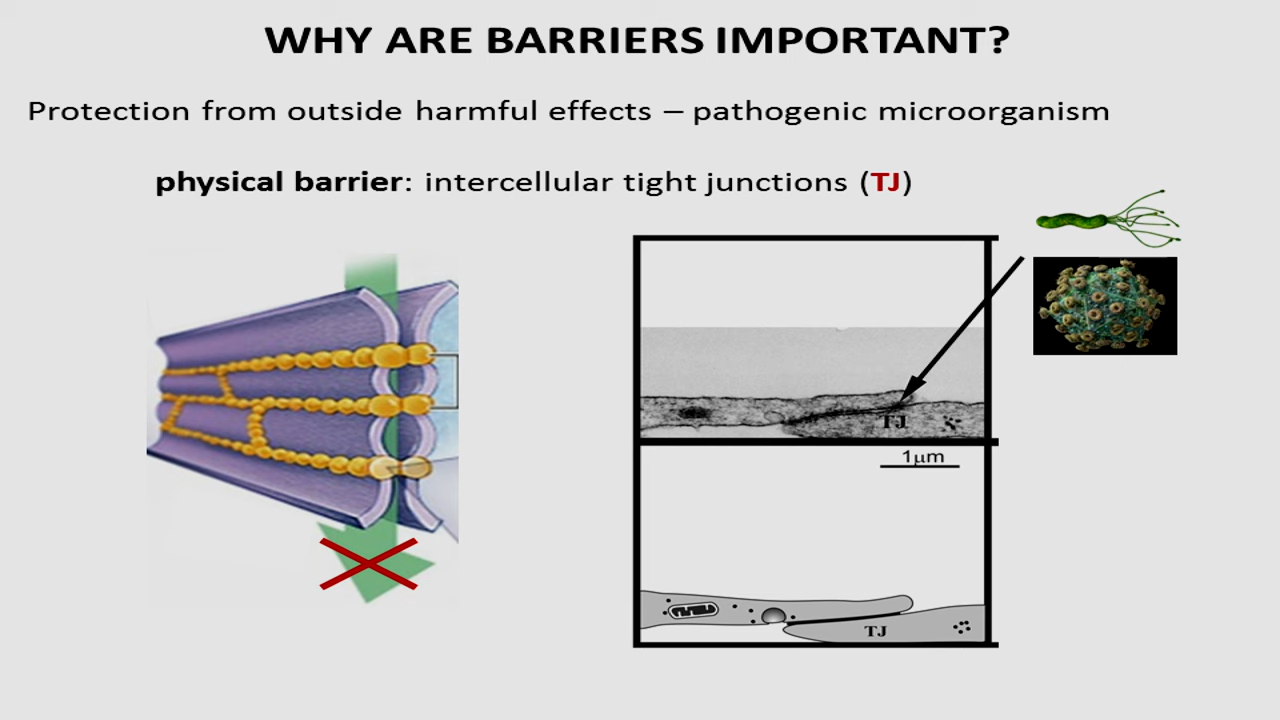 WHY ARE BARRIERS IMPORTANT?
Protection from outside harmful effects – pathogenic microorganism
physical barrier: intercellular tight junctions (TJ)
TJ
1μm
TJ